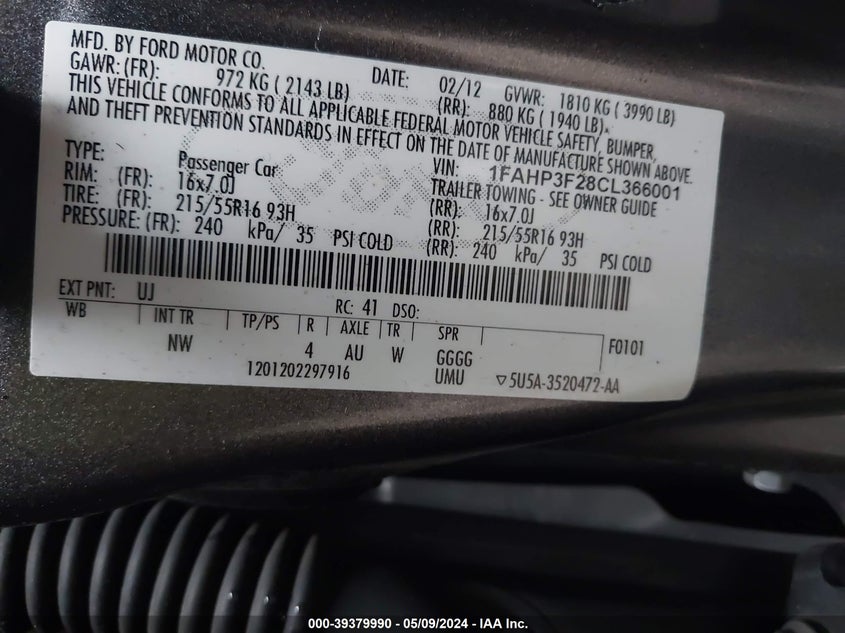 MFD. BY FORD MOTOR CO.
DATE: 02/12 GVWR: 1810 KG ( 3990 LB)
GAWR: (FR): 972 KG ( 2143 LB) (RR): 880 KG ( 1940 LB).
THIS VEHICLE CONFORMS TO ALL APPLICABLE FEDERAL MOTOR VEHICLE SAFETY, BUMPER,
AND THEFT PREVENTION STANDARDS IN EFFECT ON THE DATE OF MANUFACTURE SHOWN ABOVE.
VIN: 1FAHP3F28CL366001
TYPE: Passenger Car TRAILER TOWING - SEE OWNER GUIDE
RIM: (FR): 16x7.0J (RR): 16x7.0J
TIRE: (FR): 215/55R16 93H (RR): 215/55R16 93H
PRESSURE: (FR): 240 kPa/ 35 PSI COLD (RR): 240 kPa/ 35 PSI COLD
EXT PNT: UJ RC: 41 DSO:
WB INT TR TP/PS R AXLE TR SPR F0101
NW 4 AU W GGGG
1201202297916 UMU ▽5U5A-3520472-AA
000-39379990 - 05/09/2024 - IAA Inc.